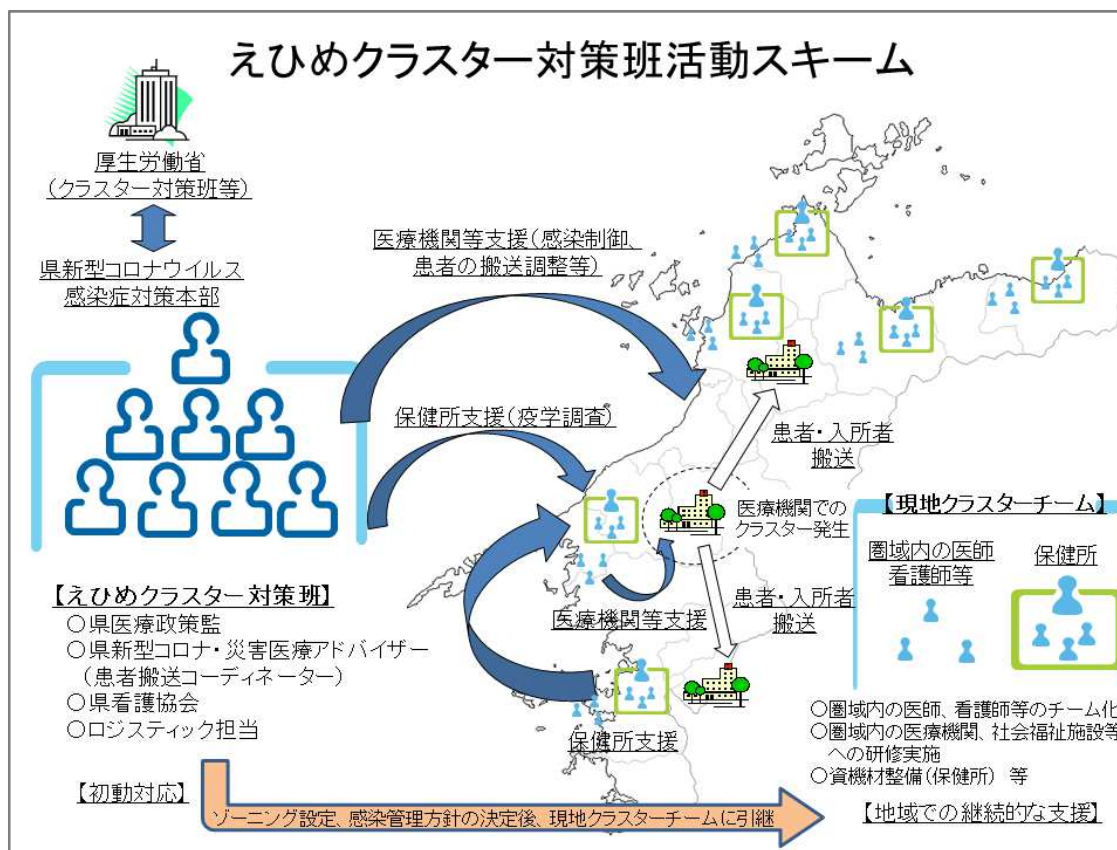 えひめクラスター対策班活動スキーム
厚生労働省
(クラスター対策班等)
県新型コロナウイルス
感染症対策本部
医療機関等支援(感染制御、
患者の搬送調整等)
保健所支援(疫学調査)
患者・入所者
搬送
医療機関での
クラスター発生
医療機関等支援
患者・入所者
搬送
保健所支援
【えひめクラスター対策班】
○県医療政策監
○県新型コロナ・災害医療アドバイザー
(患者搬送コーディネーター)
○県看護協会
○ロジスティック担当
【現地クラスターチーム】
圏域内の医師
看護師等
保健所
○圏域内の医師、看護師等のチーム化
○圏域内の医療機関、社会福祉施設等
への研修実施
○資機材整備(保健所) 等
【初動対応】
ゾーニング設定、感染管理方針の決定後、現地クラスターチームに引継
【地域での継続的な支援】